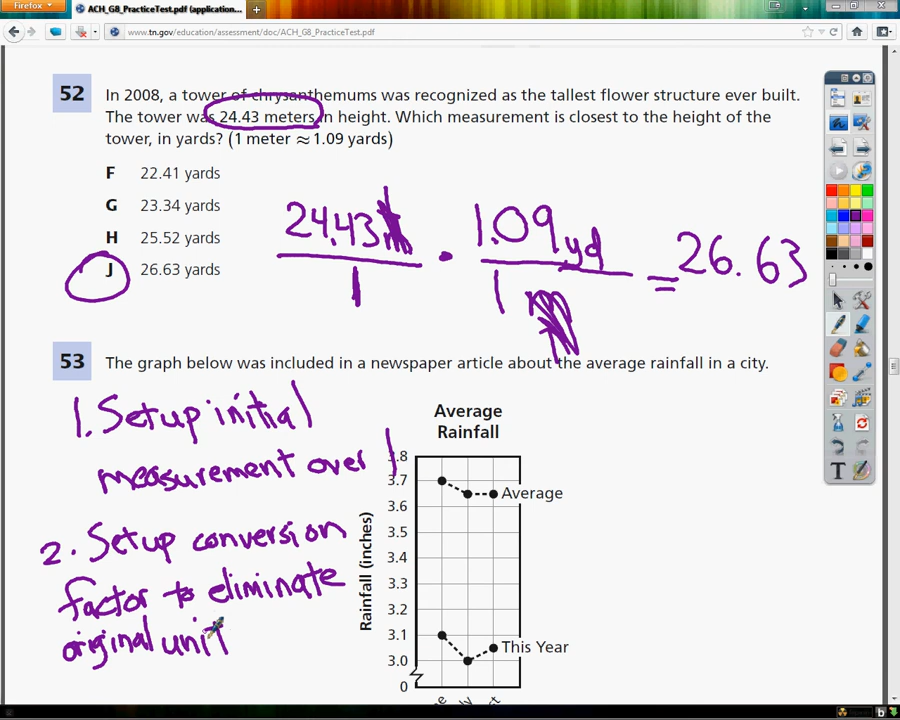 Firefox
ACH_G8_PracticeTest.pdf (application...
www.tn.gov/education/assessment/doc/ACH_G8_PracticeTest.pdf
52
In 2008, a tower of chrysanthemums was recognized as the tallest flower structure ever built.
The tower was 24.43 meters in height. Which measurement is closest to the height of the
tower, in yards? (1 meter ≈ 1.09 yards)
F 22.41 yards
G 23.34 yards
H 25.52 yards
J 26.63 yards
24.43m
1
•
1.09yd
1 m
= 26.63
53
The graph below was included in a newspaper article about the average rainfall in a city.
1. Setup initial
measurement over 1
2. Setup conversion
factor to eliminate
original unit
Average
Rainfall
Rainfall (inches)
3.8
3.7
3.6
3.5
3.4
3.3
3.2
3.1
3.0
0
Average
This Year
T